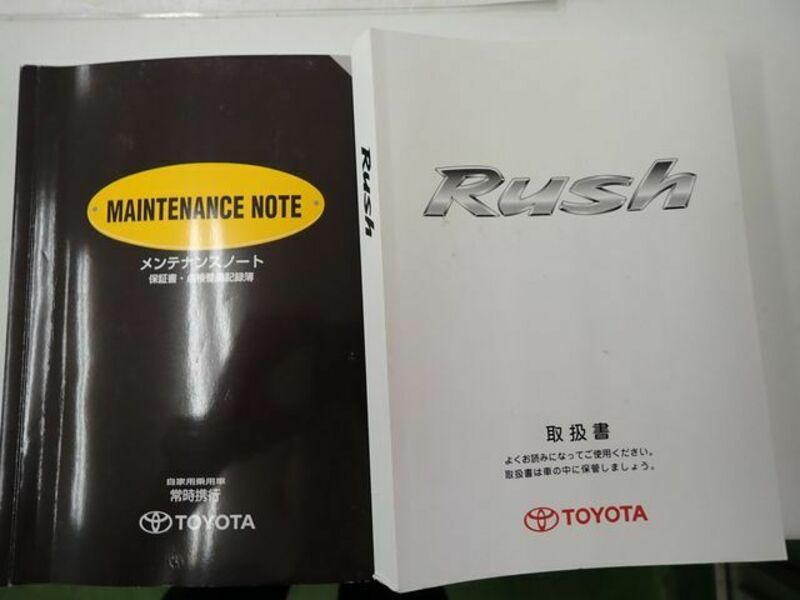 MAINTENANCE NOTE
メンテナンスノート
保証書・点検整備記録簿
自家用乗用車
常時携行
TOYOTA
Rush
Rush
取扱書
よくお読みになってご使用ください。
取扱書は車の中に保管しましょう。
TOYOTA